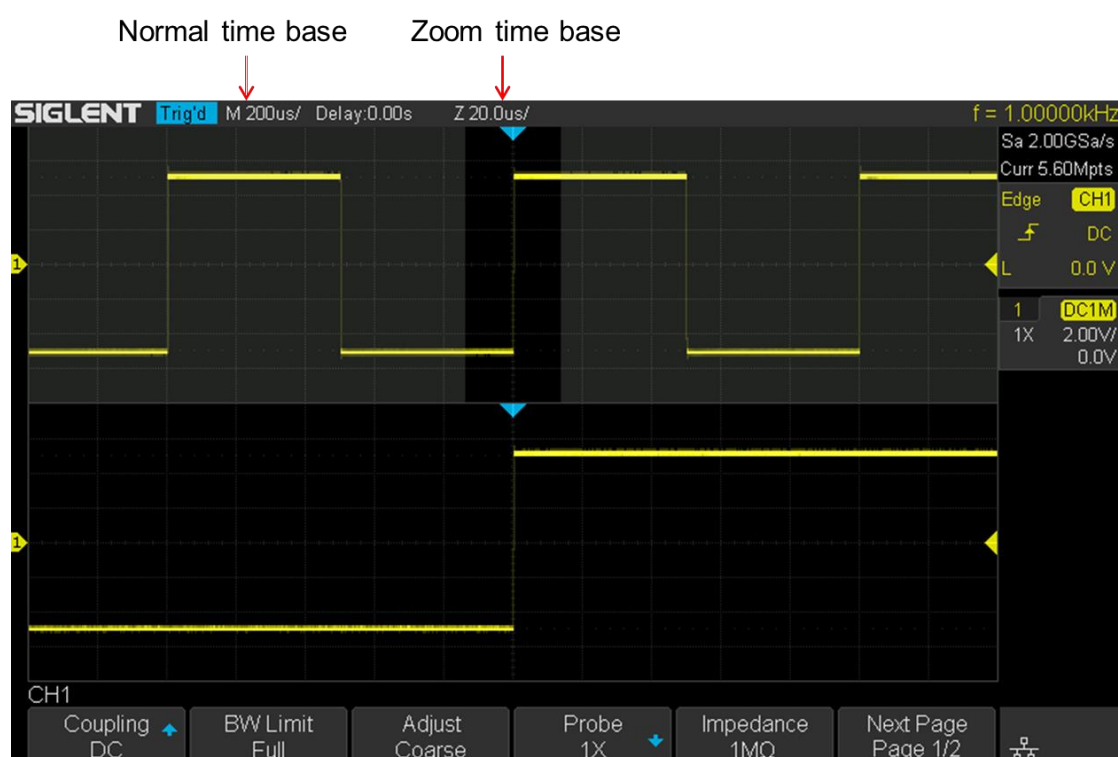 Normal time base Zoom time base
SIGLENT Trig'd M 200us/ Delay:0.00s Z 20.0us/ f = 1.00000kHz
Sa 2.00GSa/s
Curr 5.60Mpts
Edge CH1
DC
L 0.0 V
1 DC1M
1X 2.00V/
0.0V
1
1
CH1
Coupling BW Limit Adjust Probe Impedance Next Page
DC Full Coarse 1X 1MΩ Page 1/2